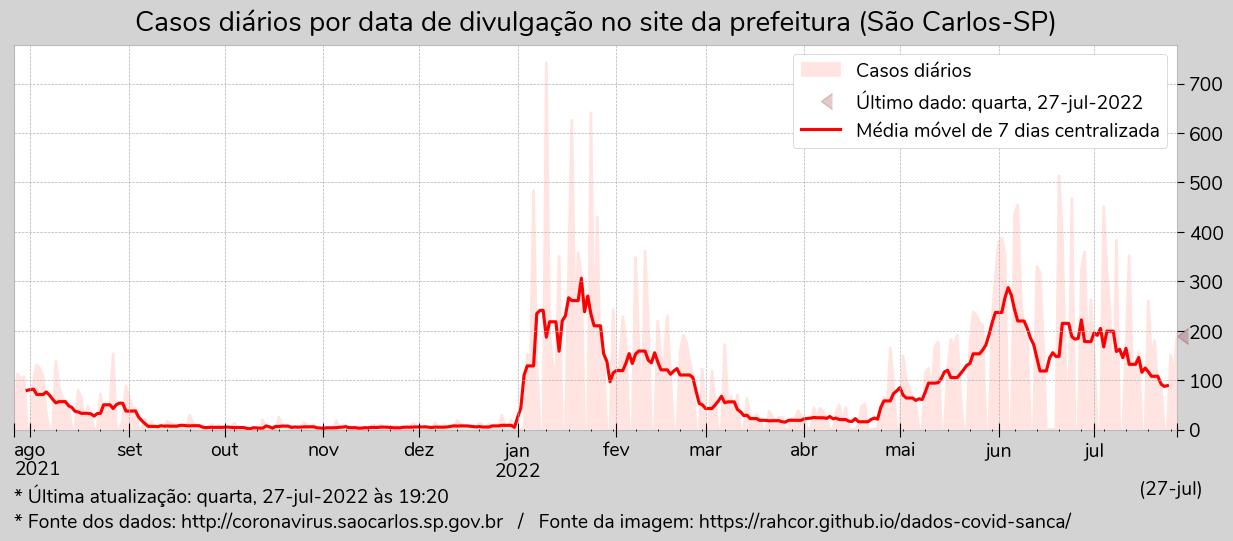 Casos diários por data de divulgação no site da prefeitura (São Carlos-SP)
Casos diários
Último dado: quarta, 27-jul-2022
Média móvel de 7 dias centralizada
700
600
500
400
300
200
100
0
ago set out nov dez jan fev mar abr mai jun jul
2021 2022
(27-jul)
* Última atualização: quarta, 27-jul-2022 às 19:20
* Fonte dos dados: http://coronavirus.saocarlos.sp.gov.br / Fonte da imagem: https://rahcor.github.io/dados-covid-sanca/